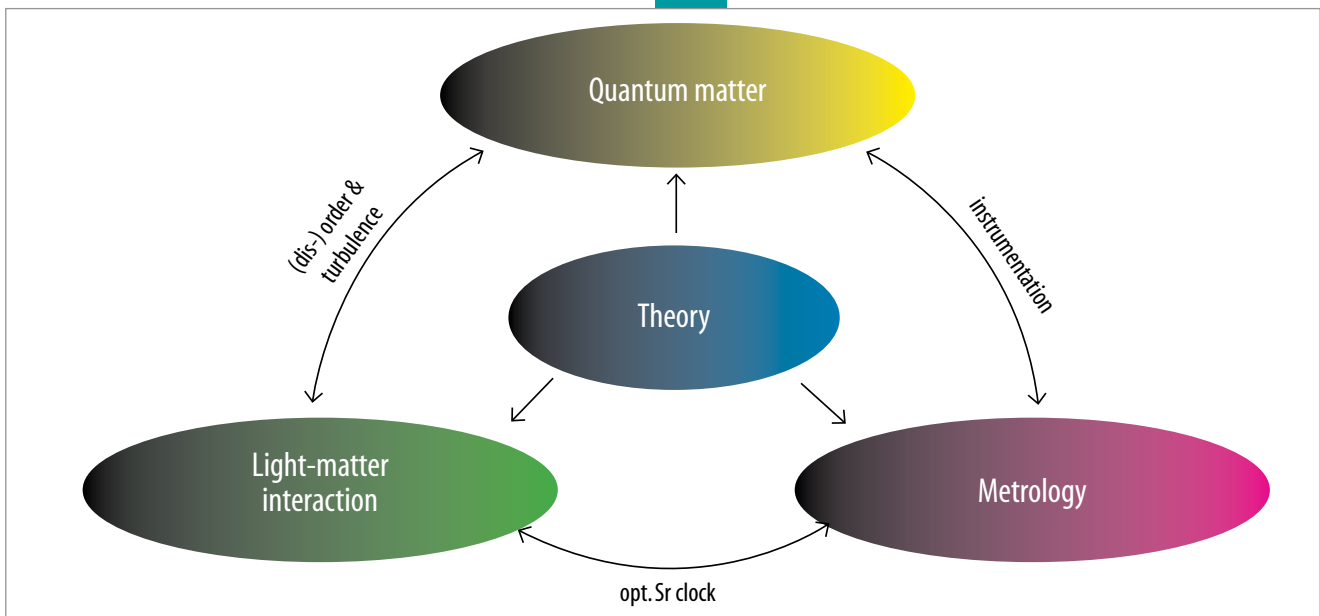 Quantum matter
(dis-) order &
turbulence
instrumentation
Theory
Light-matter
interaction
Metrology
opt. Sr clock